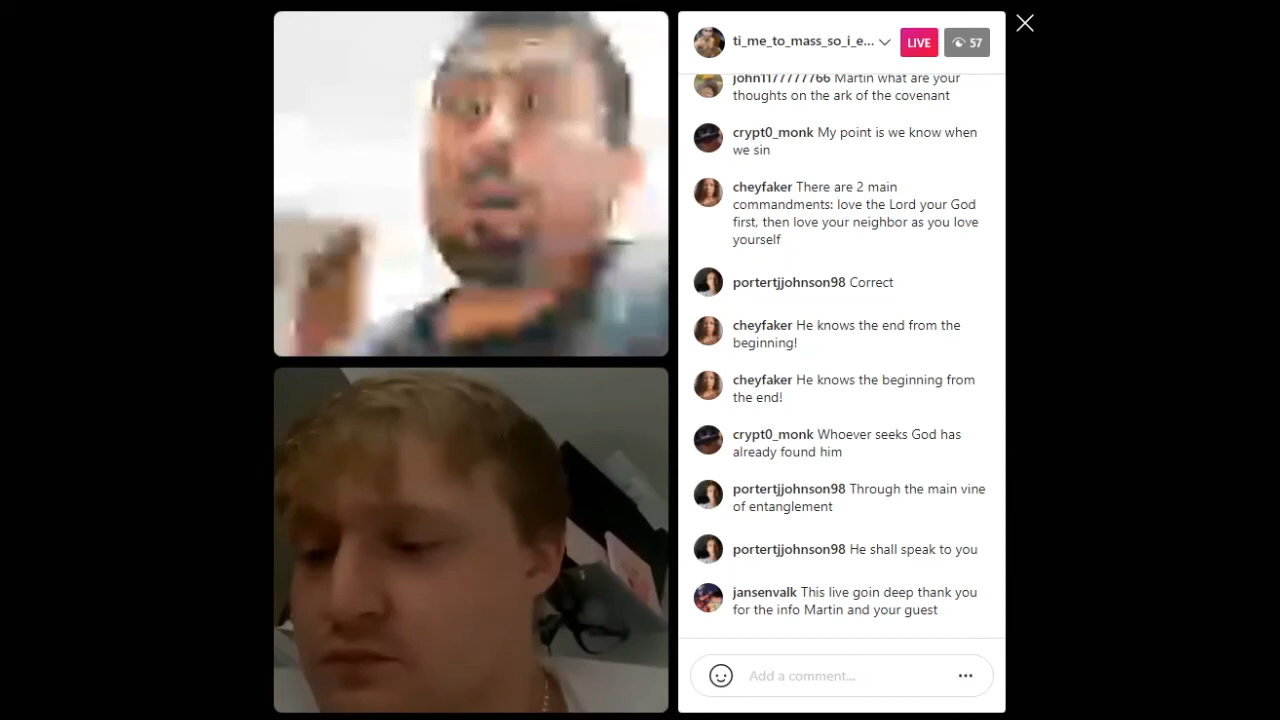 ti_me_to_mass_so_i_e...
LIVE
57
john1177777766 Martin what are your
thoughts on the ark of the covenant
crypt0_monk My point is we know when
we sin
cheyfaker There are 2 main
commandments: love the Lord your God
first, then love your neighbor as you love
yourself
portertjjohnson98 Correct
cheyfaker He knows the end from the
beginning!
cheyfaker He knows the beginning from
the end!
crypt0_monk Whoever seeks God has
already found him
portertjjohnson98 Through the main vine
of entanglement
portertjjohnson98 He shall speak to you
jansenvalk This live goin deep thank you
for the info Martin and your guest
Add a comment...